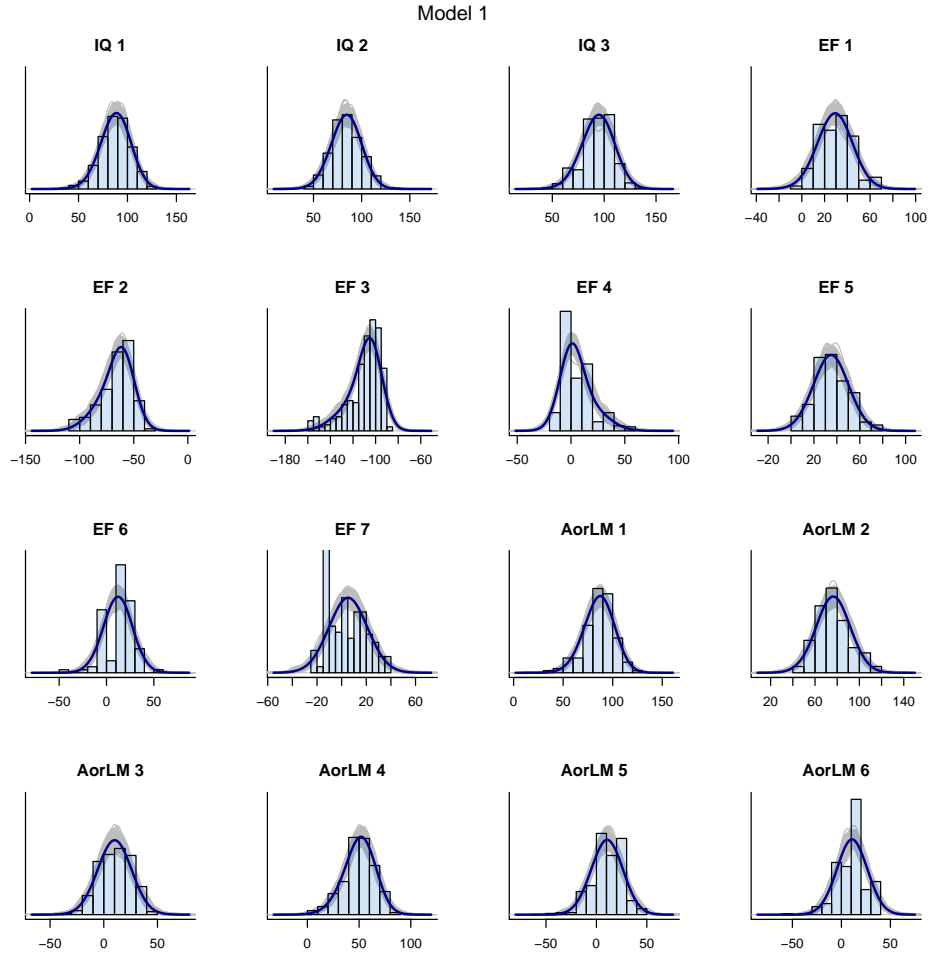 Model 1
IQ 1 IQ 2 IQ 3 EF 1
0 50 100 150 50 100 150 50 100 150 −40 0 20 60 100
EF 2 EF 3 EF 4 EF 5
−150 −100 −50 0 −180 −140 −100 −60 −50 0 50 100 −20 20 60 100
EF 6 EF 7 AorLM 1 AorLM 2
−50 0 50 −60 −20 20 60 0 50 100 150 20 60 100 140
AorLM 3 AorLM 4 AorLM 5 AorLM 6
−50 0 50 0 50 100 −50 0 50 −50 0 50